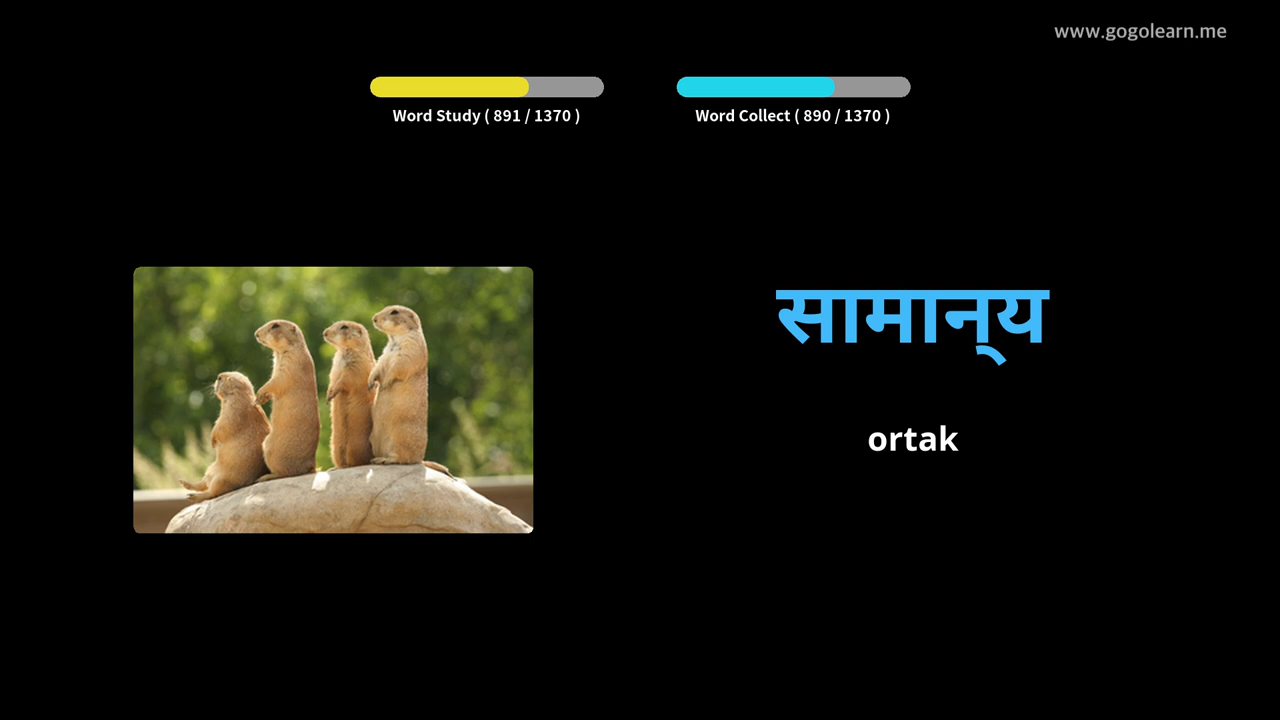 www.gogolearn.me
Word Study ( 891 / 1370 )
Word Collect ( 890 / 1370 )
सामान्‌य
ortak